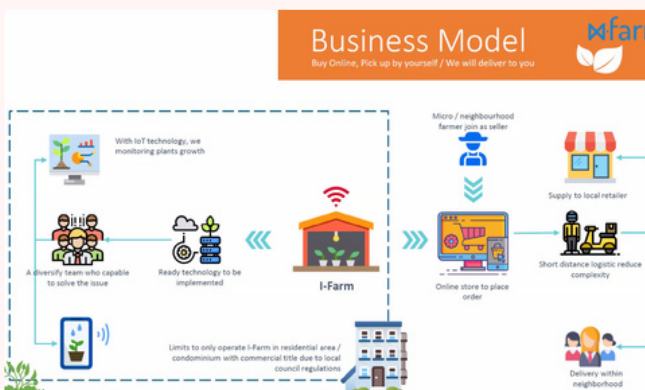 Business Model
Buy Online, Pick up by yourself / We will deliver to you
With IoT technology, we
monitoring plants growth
Micro / neighbourhood
farmer join as seller
Supply to local retailer
A diversify team who capable
to solve the issue
Ready technology to be
implemented
I-Farm
Online store to place
order
Short distance logistic reduce
complexity
Limits to only operate I-Farm in residential area /
condominium with commercial title due to local
council regulations
Delivery within
neighborhood